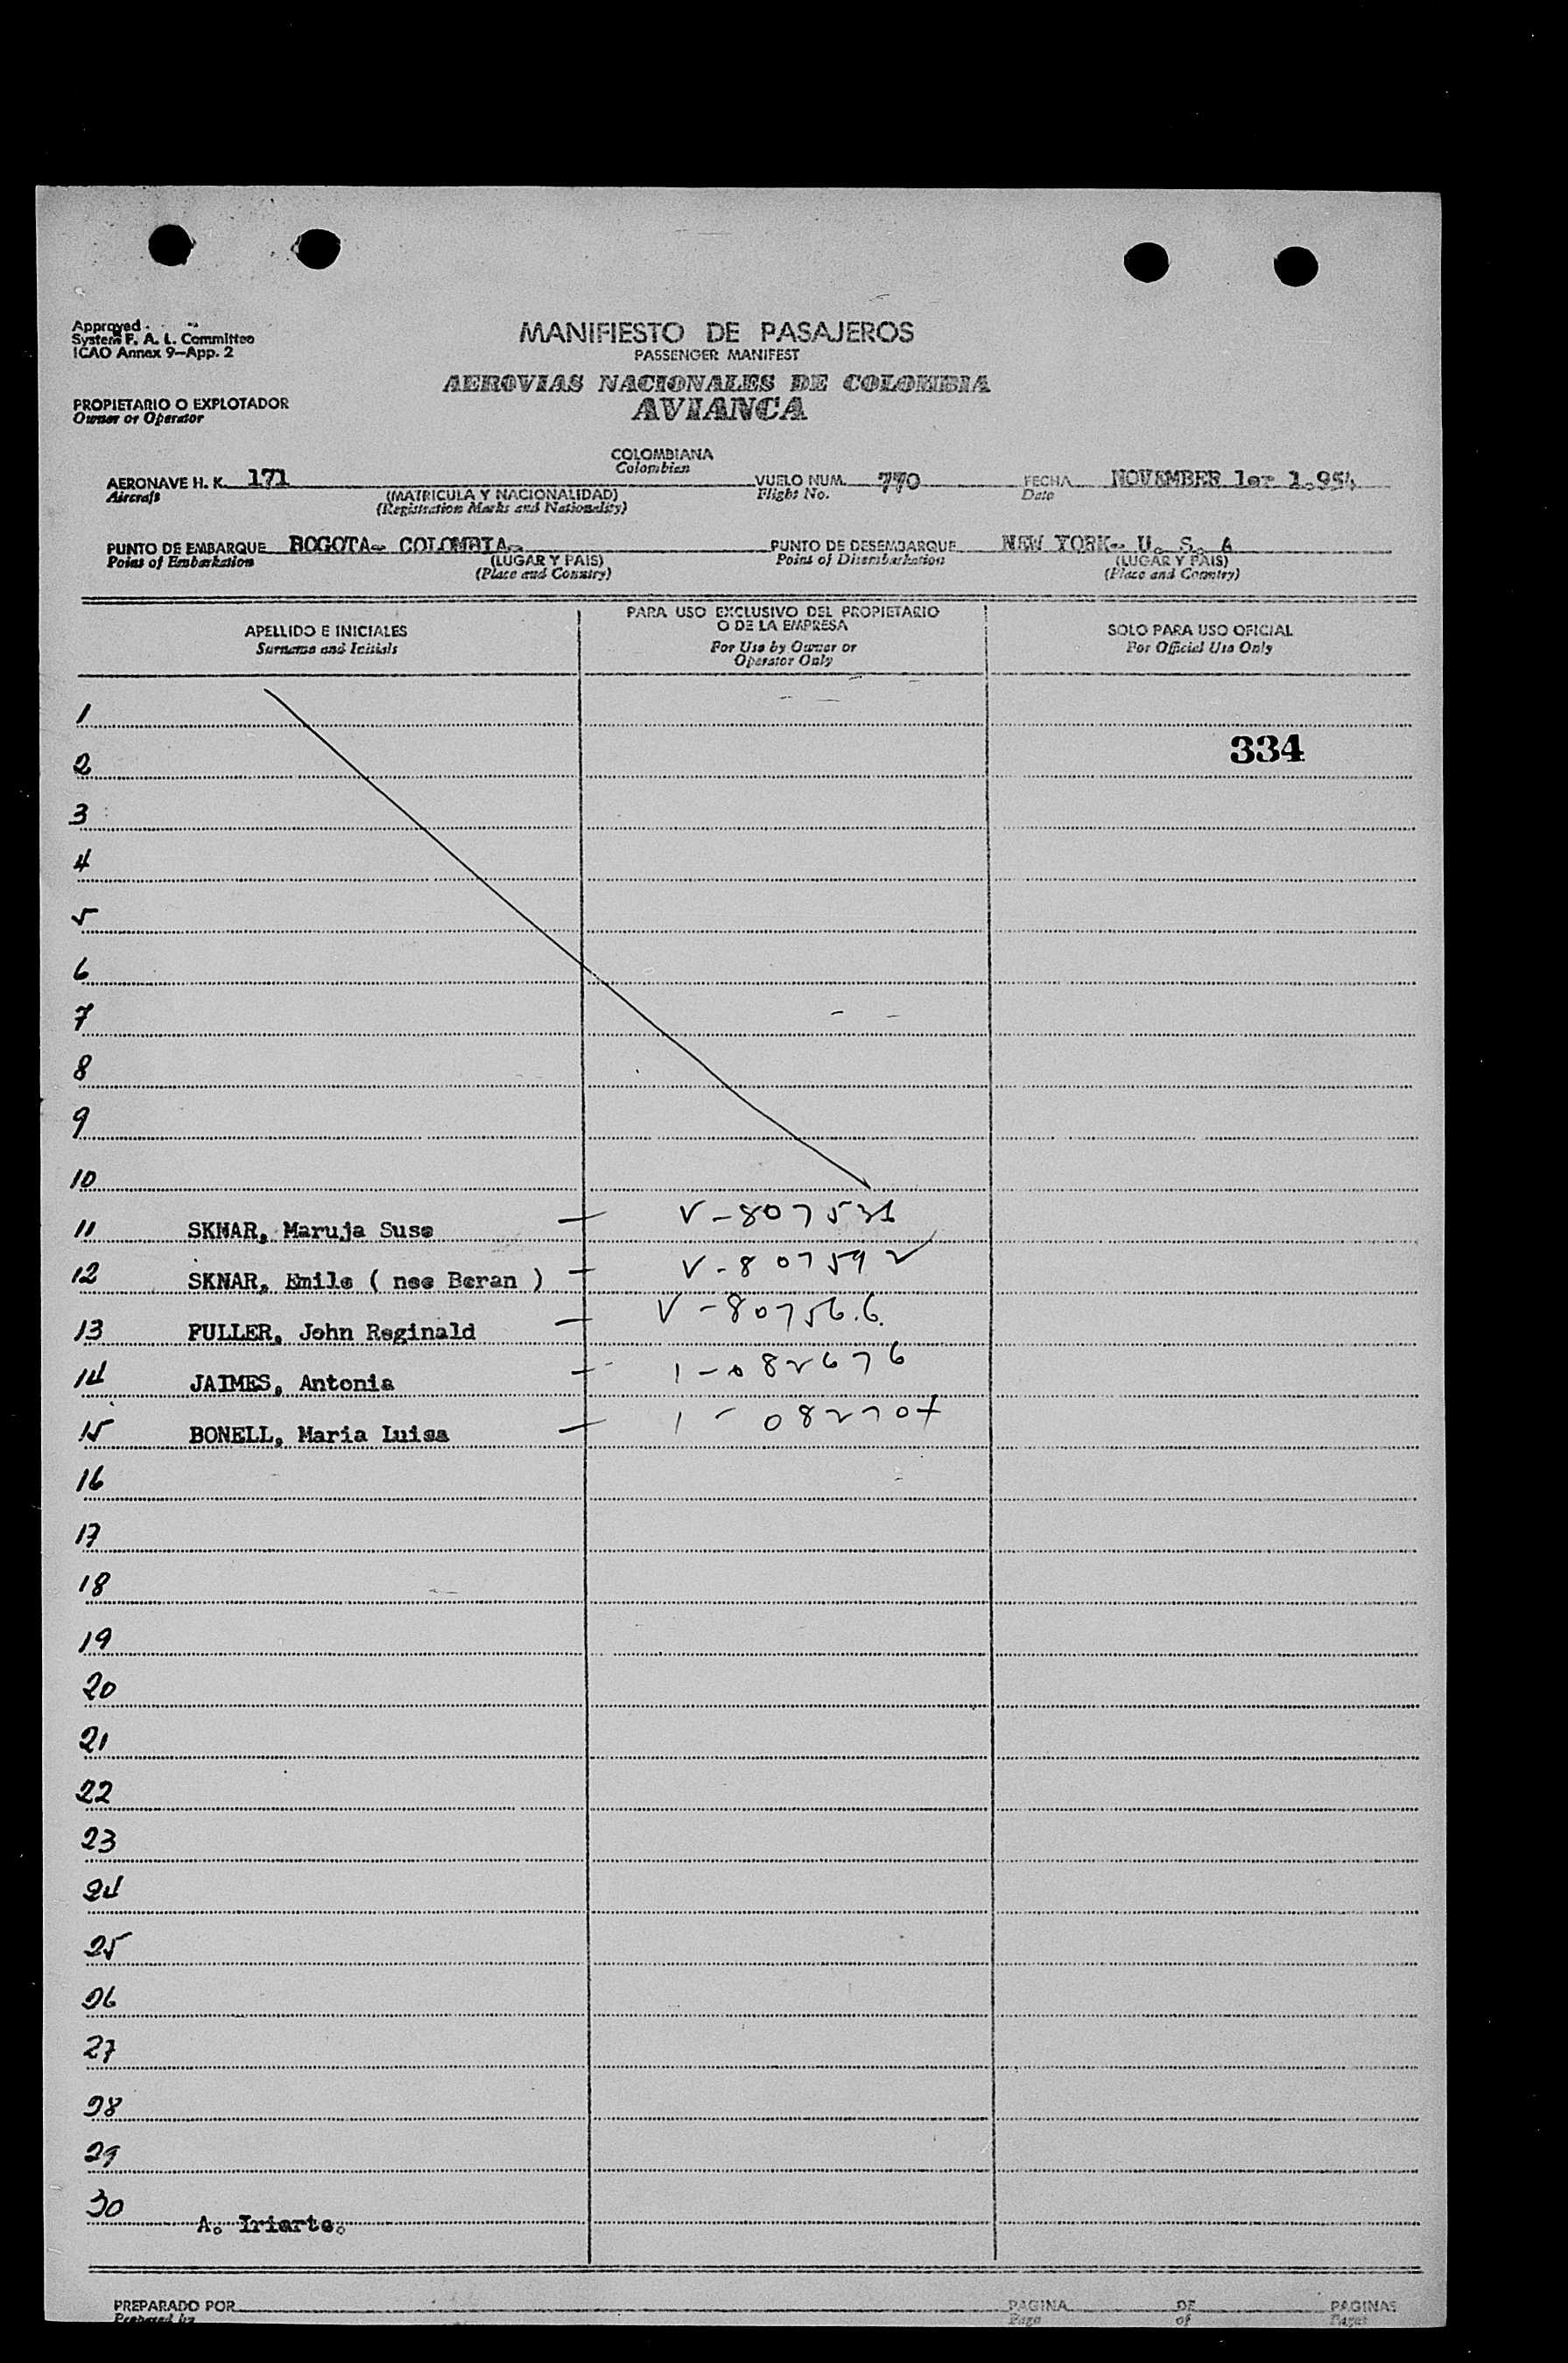 Approved
System F. A. L. Committee
ICAO Annex 9-App. 2
MANIFIESTO DE PASAJEROS
PASSENGER MANIFEST
AEROVIAS NACIONALES DE COLOMBIA
AVIANCA
PROPIETARIO O EXPLOTADOR
Owner or Operator
COLOMBIANA
Colombian
AERONAVE H. K. 171
Aircraft
(MATRICULA Y NACIONALIDAD)
(Registration Marks and Nationality)
VUELO NUM. 770
Flight No.
FECHA NOVEMBER 1er 1.954
Date
PUNTO DE EMBARQUE BOGOTA- COLOMBIA-
Point of Embarkation
(LUGAR Y PAIS)
(Place and Country)
PUNTO DE DESEMBARQUE NEW YORK- U. S. A
Point of Disembarkation
(LUGAR Y PAIS)
(Place and Country)
APELLIDO E INICIALES
Surname and Initials
PARA USO EXCLUSIVO DEL PROPIETARIO
O DE LA EMPRESA
For Use by Owner or
Operator Only
SOLO PARA USO OFICIAL
For Official Use Only
1
2 334
3
4
5
6
7
8
9
10
11 SKNAR, Maruja Suse — V-807531
12 SKNAR, Emile ( nee Beran ) — V-807592
13 FULLER, John Reginald — V-807566
14 JAIMES, Antonia — 1-082676
15 BONELL, Maria Luisa — 1-082707
16
17
18
19
20
21
22
23
24
25
26
27
28
29
30 A. Iriarte.
PREPARADO POR
Prepared by
PAGINA DE PAGINAS
Page of Pages